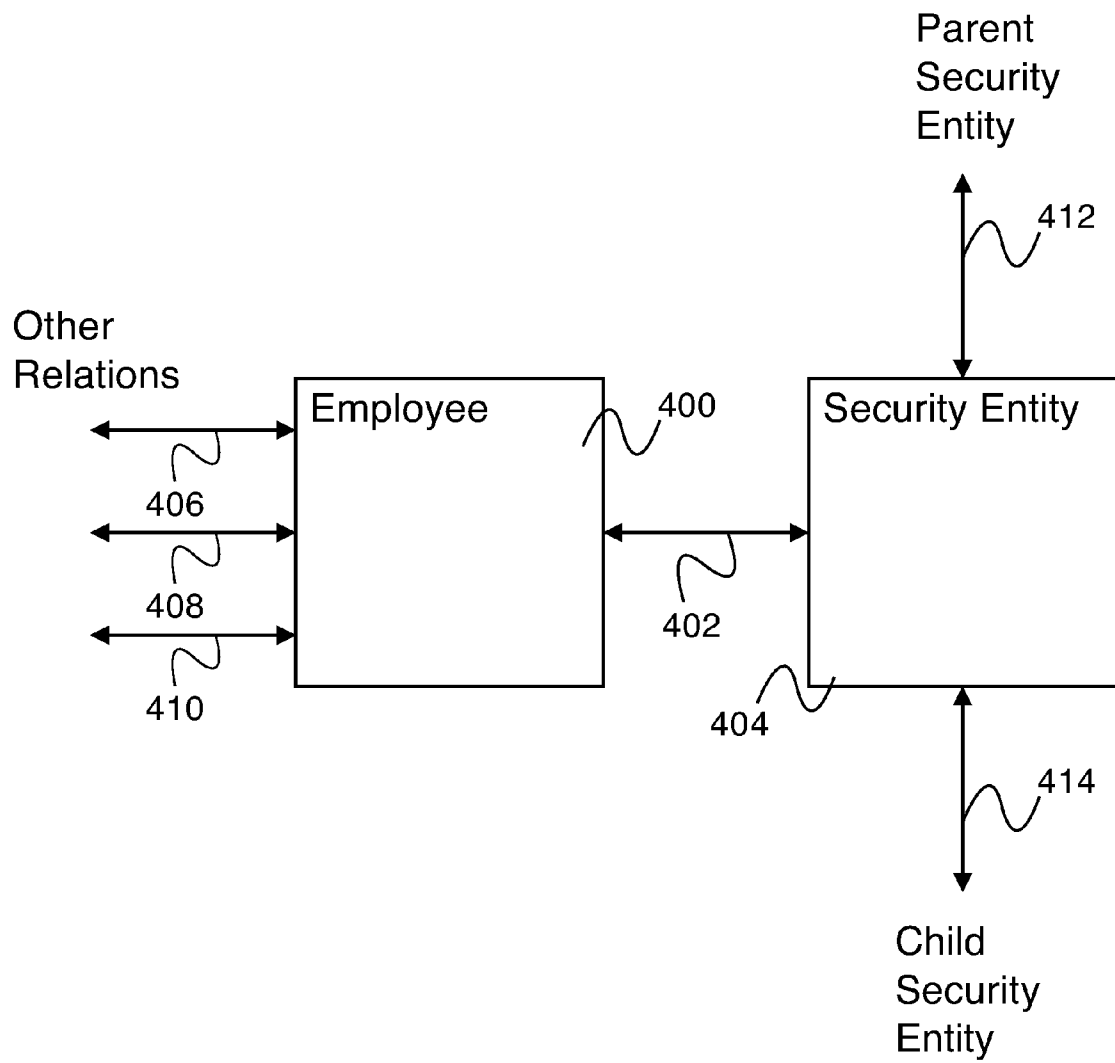 Parent
Security
Entity
412
Other
Relations
Employee
400
Security Entity
406
408
402
410
404
414
Child
Security
Entity